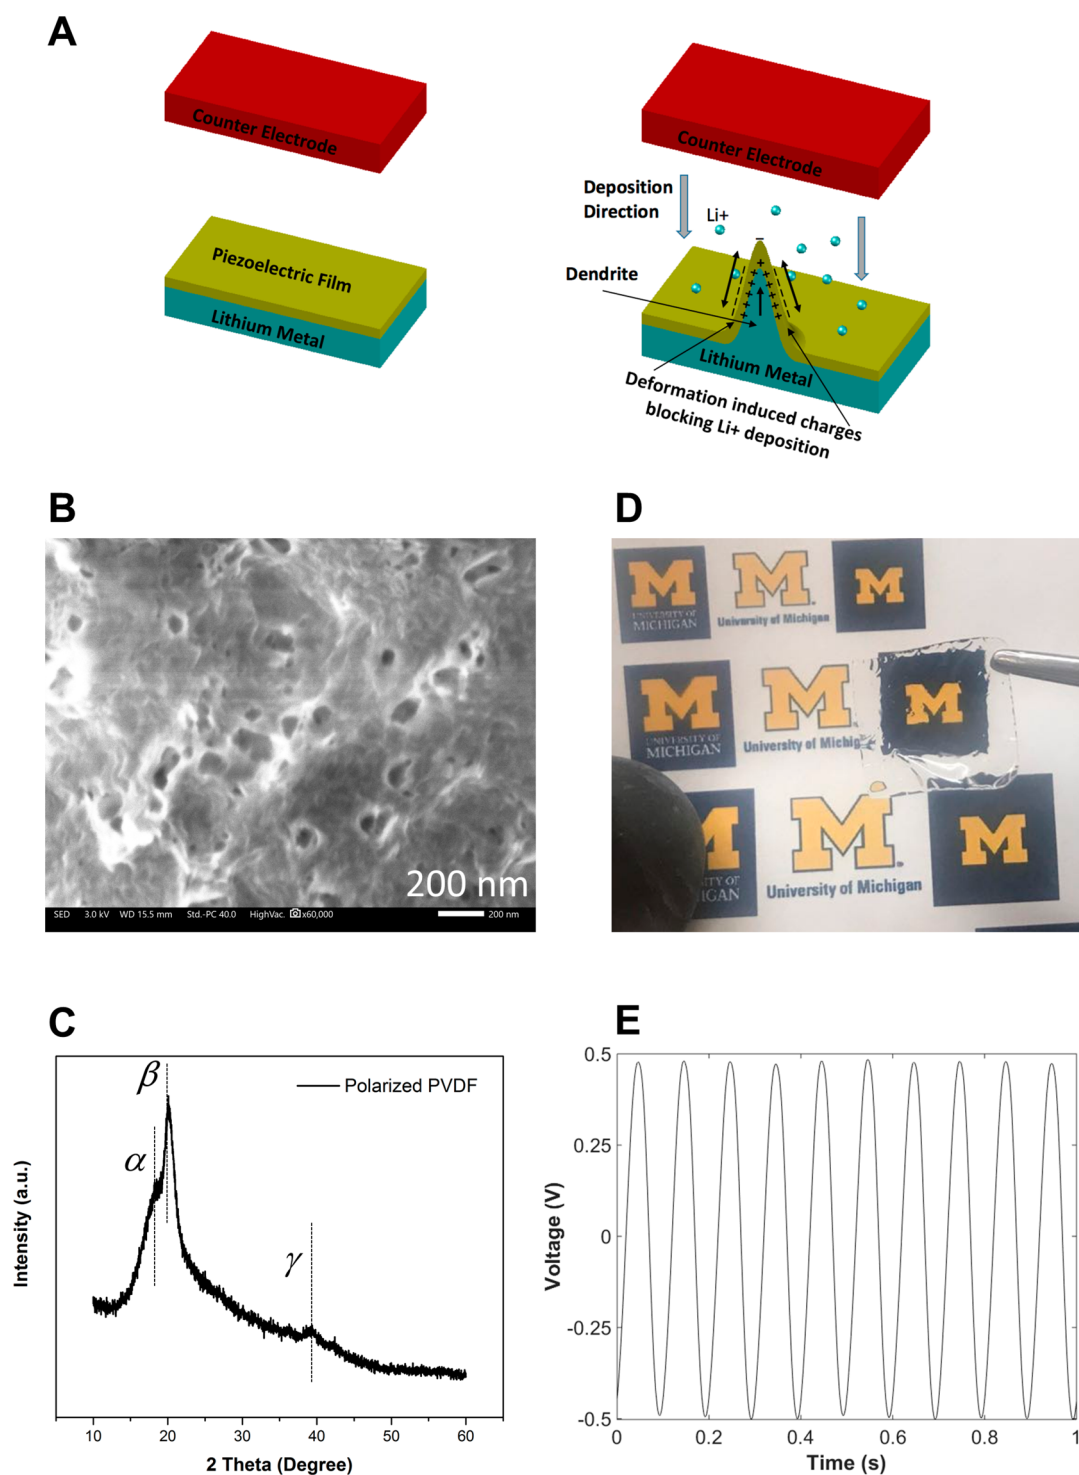 A
Counter Electrode
Piezoelectric Film
Lithium Metal
Counter Electrode
Deposition
Direction
Li+
Dendrite
Lithium Metal
Deformation induced charges
blocking Li+ deposition
B
200 nm
SED 3.0 kV WD 15.5 mm Std.-PC 40.0 HighVac. x60,000 200 nm
D
M
UNIVERSITY OF
MICHIGAN
M
University of Michigan
M
M
UNIVERSITY OF
MICHIGAN
M
University of Michig
M
M
SITY OF
IGAN
M
University of Michigan
M
C
β
α
γ
Polarized PVDF
Intensity (a.u.)
10 20 30 40 50 60
2 Theta (Degree)
E
0.5
0.25
0
-0.25
-0.5
Voltage (V)
0 0.2 0.4 0.6 0.8 1
Time (s)